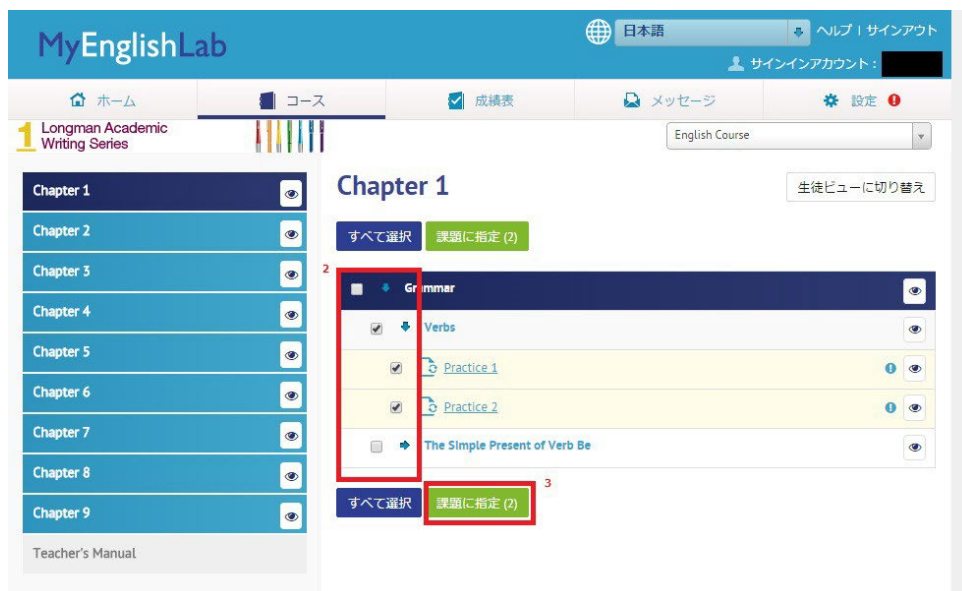 MyEnglishLab
日本語
ヘルプ | サインアウト
サインインアカウント：
ホーム
コース
成績表
メッセージ
設定
1 Longman Academic
Writing Series
English Course
Chapter 1
Chapter 2
Chapter 3
Chapter 4
Chapter 5
Chapter 6
Chapter 7
Chapter 8
Chapter 9
Teacher's Manual
Chapter 1
生徒ビューに切り替え
すべて選択
課題に指定 (2)
2
Grammar
Verbs
Practice 1
Practice 2
The Simple Present of Verb Be
すべて選択
課題に指定 (2)
3